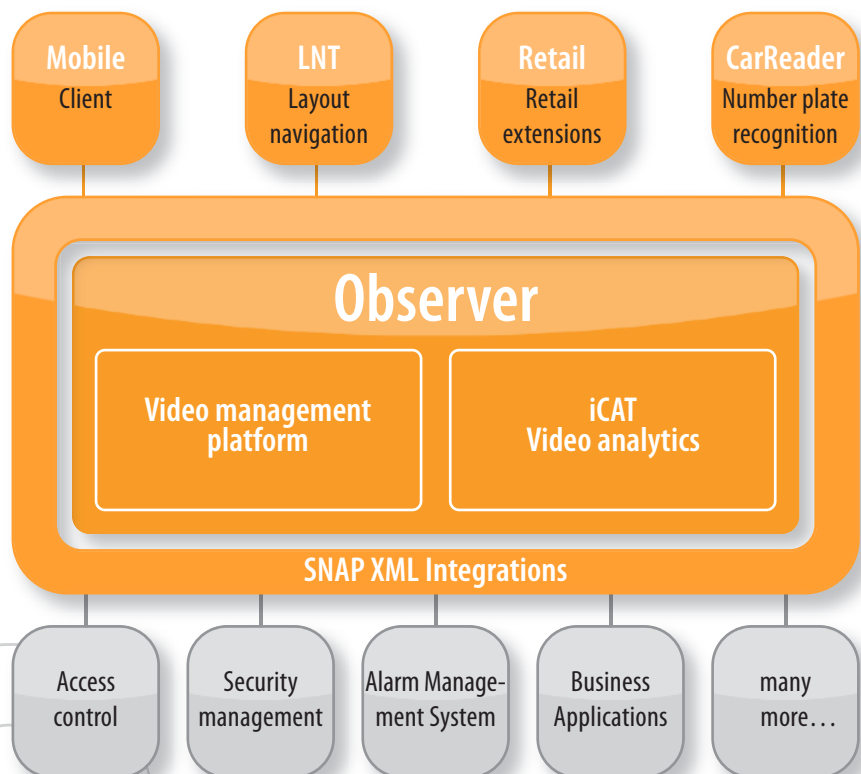 Mobile
Client
LNT
Layout
navigation
Retail
Retail
extensions
CarReader
Number plate
recognition
Observer
Video management
platform
iCAT
Video analytics
SNAP XML Integrations
Access
control
Security
management
Alarm Manage-
ment System
Business
Applications
many
more...